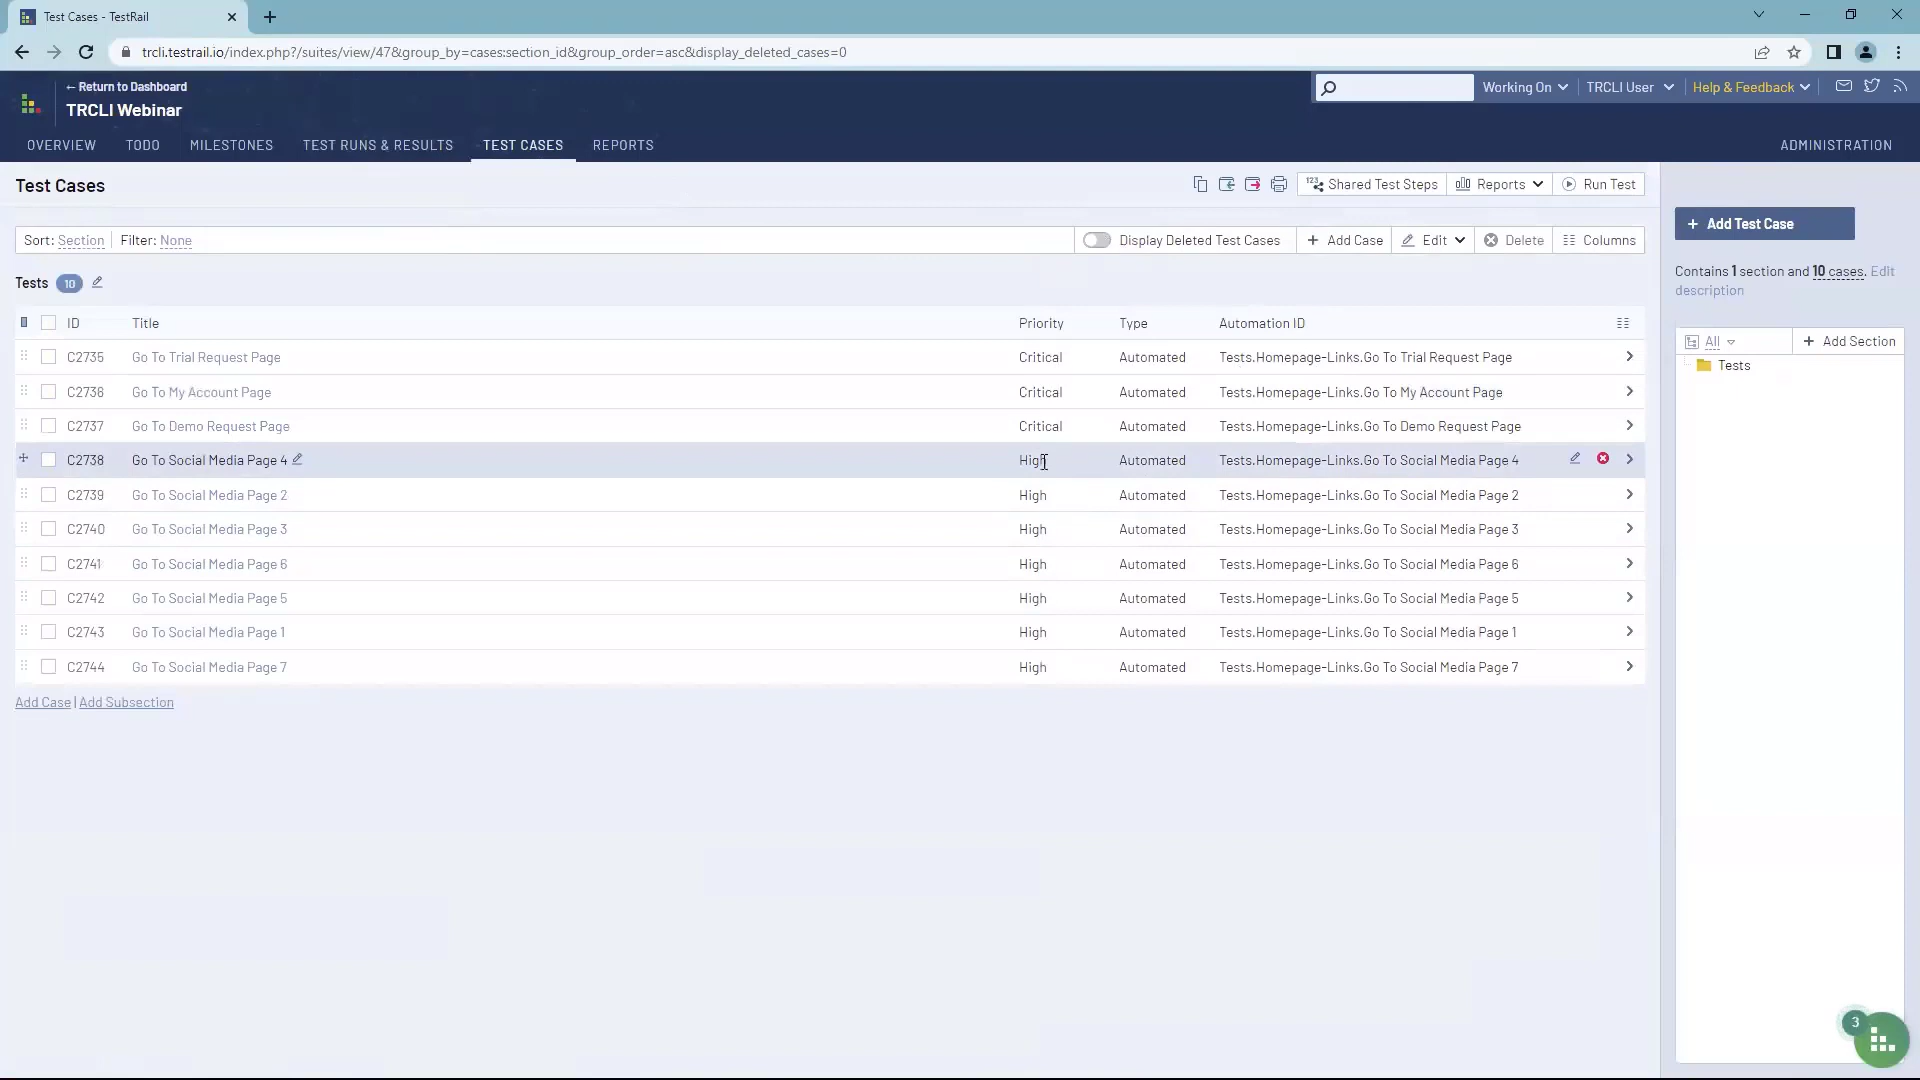 Test Cases - TestRail
trcli.testrail.io/index.php?/suites/view/47&group_by=cases:section_id&group_order=asc&display_deleted_cases=0
← Return to Dashboard
TRCLI Webinar
Working On
TRCLI User
Help & Feedback
OVERVIEW TODO MILESTONES TEST RUNS & RESULTS TEST CASES REPORTS ADMINISTRATION
Test Cases
Shared Test Steps Reports Run Test
+ Add Test Case
Sort: Section Filter: None
Display Deleted Test Cases + Add Case Edit Delete Columns
Contains 1 section and 10 cases. Edit
description
Tests 10
ID Title Priority Type Automation ID
All + Add Section
Tests
C2735 Go To Trial Request Page Critical Automated Tests.Homepage-Links.Go To Trial Request Page
C2736 Go To My Account Page Critical Automated Tests.Homepage-Links.Go To My Account Page
C2737 Go To Demo Request Page Critical Automated Tests.Homepage-Links.Go To Demo Request Page
C2738 Go To Social Media Page 4 High Automated Tests.Homepage-Links.Go To Social Media Page 4
C2739 Go To Social Media Page 2 High Automated Tests.Homepage-Links.Go To Social Media Page 2
C2740 Go To Social Media Page 3 High Automated Tests.Homepage-Links.Go To Social Media Page 3
C2741 Go To Social Media Page 6 High Automated Tests.Homepage-Links.Go To Social Media Page 6
C2742 Go To Social Media Page 5 High Automated Tests.Homepage-Links.Go To Social Media Page 5
C2743 Go To Social Media Page 1 High Automated Tests.Homepage-Links.Go To Social Media Page 1
C2744 Go To Social Media Page 7 High Automated Tests.Homepage-Links.Go To Social Media Page 7
Add Case | Add Subsection
3